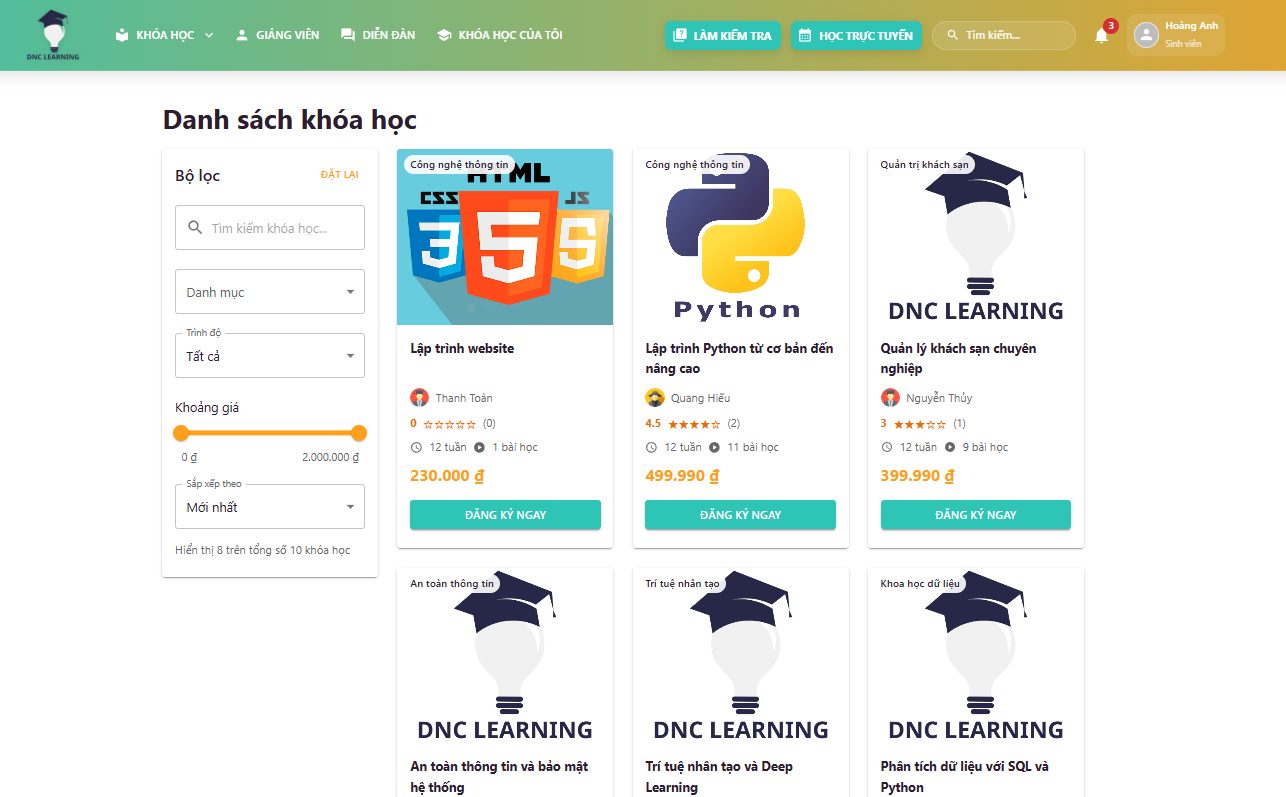 DNC LEARNING
KHÓA HỌC
GIẢNG VIÊN
DIỄN ĐÀN
KHÓA HỌC CỦA TÔI
LÀM KIỂM TRA
HỌC TRỰC TUYẾN
Tìm kiếm...
3
Hoàng Anh
Sinh viên
Danh sách khóa học
Bộ lọc
ĐẶT LẠI
Tìm kiếm khóa học...
Danh mục
Trình độ
Tất cả
Khoảng giá
0 ₫
2.000.000 ₫
Sắp xếp theo
Mới nhất
Hiển thị 8 trên tổng số 10 khóa học
Công nghệ thông tin
HTML
CSS
JS
3
5
5
Lập trình website
Thanh Toàn
0 (0)
12 tuần 1 bài học
230.000 ₫
ĐĂNG KÝ NGAY
Công nghệ thông tin
Python
Lập trình Python từ cơ bản đến
nâng cao
Quang Hiếu
4.5 (2)
12 tuần 11 bài học
499.990 ₫
ĐĂNG KÝ NGAY
Quản trị khách sạn
DNC LEARNING
Quản lý khách sạn chuyên
nghiệp
Nguyễn Thủy
3 (1)
12 tuần 9 bài học
399.990 ₫
ĐĂNG KÝ NGAY
An toàn thông tin
DNC LEARNING
An toàn thông tin và bảo mật
hệ thống
Trí tuệ nhân tạo
DNC LEARNING
Trí tuệ nhân tạo và Deep
Learning
Khoa học dữ liệu
DNC LEARNING
Phân tích dữ liệu với SQL và
Python